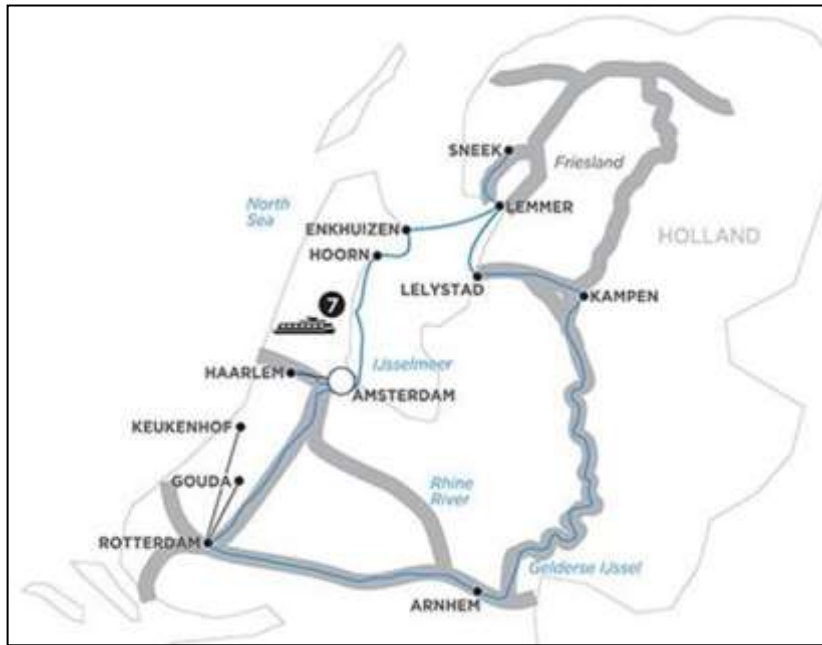 SNEEK
Friesland
North
Sea
LEMMER
ENKHUIZEN
HOORN
HOLLAND
LELYSTAD
KAMPEN
7
HAARLEM
IJsselmeer
AMSTERDAM
KEUKENHOF
GOUDA
Rhine
River
ROTTERDAM
Gelderse IJssel
ARNHEM